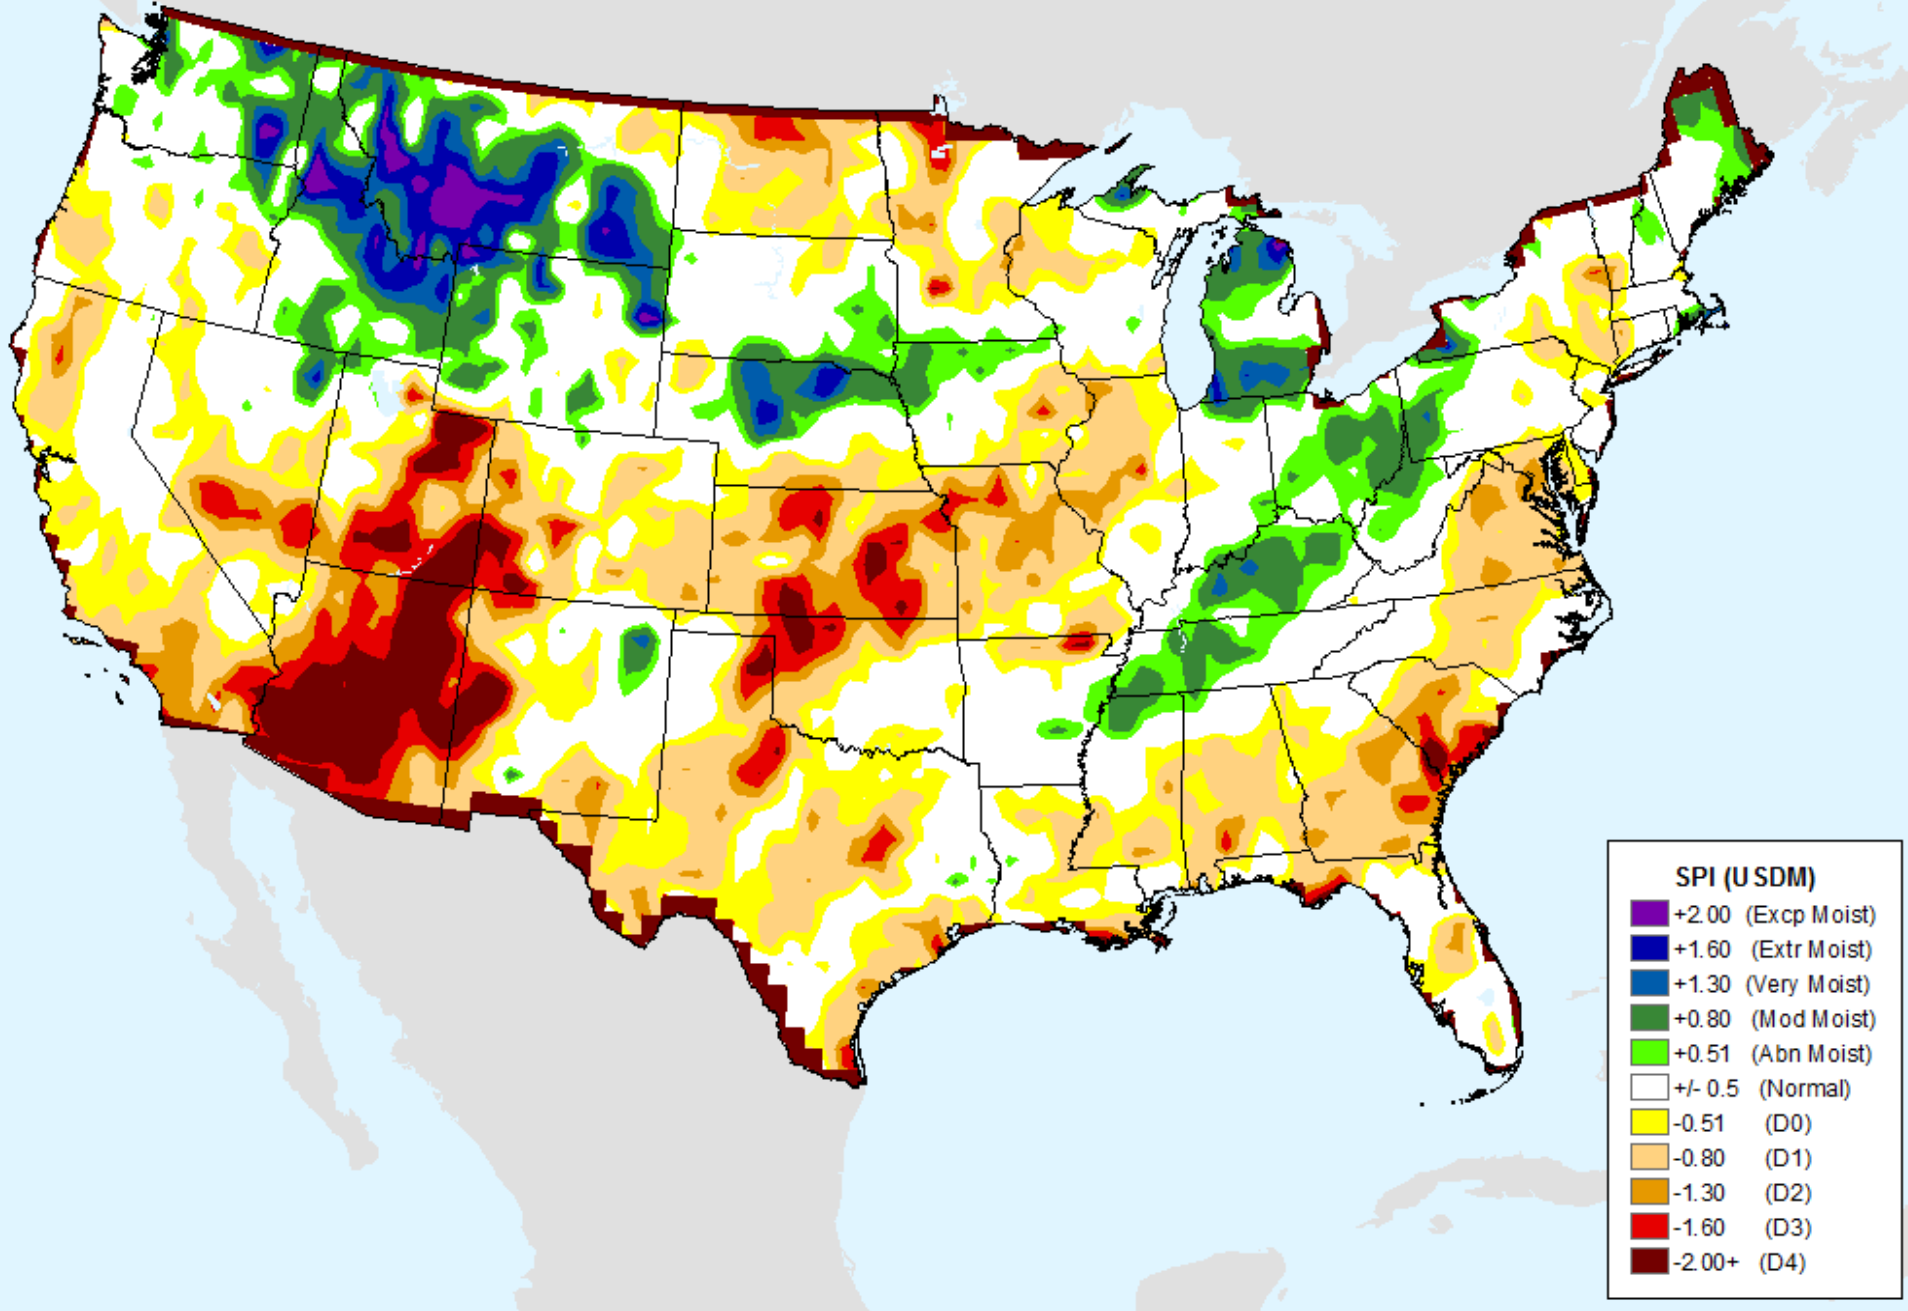 SPI (USDM)
+2.00 (Excp Moist)
+1.60 (Extr Moist)
+1.30 (Very Moist)
+0.80 (Mod Moist)
+0.51 (Abn Moist)
+/- 0.5 (Normal)
-0.51 (D0)
-0.80 (D1)
-1.30 (D2)
-1.60 (D3)
-2.00+ (D4)